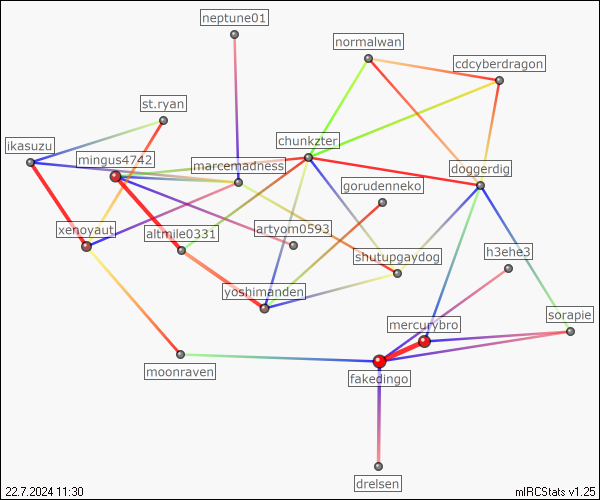 neptune01
normalwan
cdcyberdragon
st.ryan
chunkzter
ikasuzu
mingus4742
marcemadness
doggerdig
gorudenneko
xenoyaut
altmile0331
artyom0593
h3ehe3
shutupgaydog
yoshimanden
sorapie
mercurybro
moonraven
fakedingo
drelsen
22.7.2024 11:30
mIRCStats v1.25